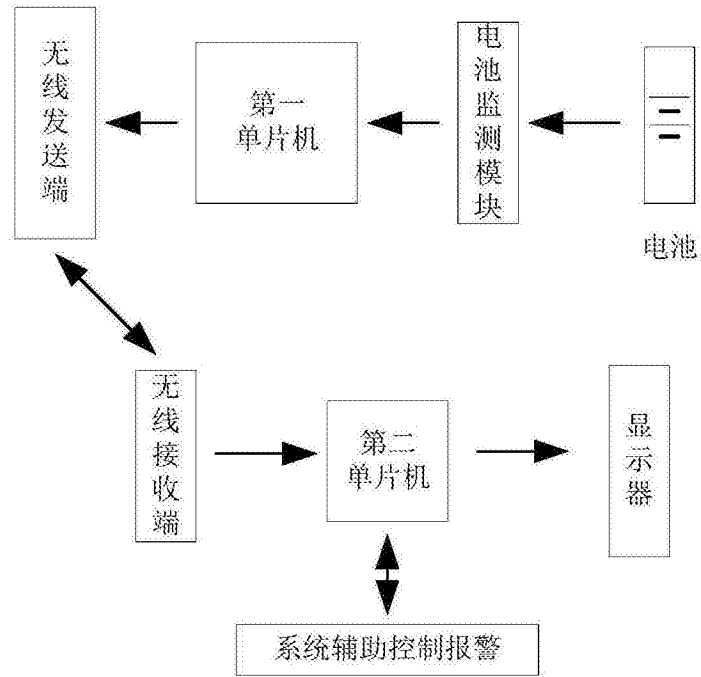 无线发送端
第一
单片机
电池监测模块
电池
无线接收端
第二
单片机
显示器
系统辅助控制报警